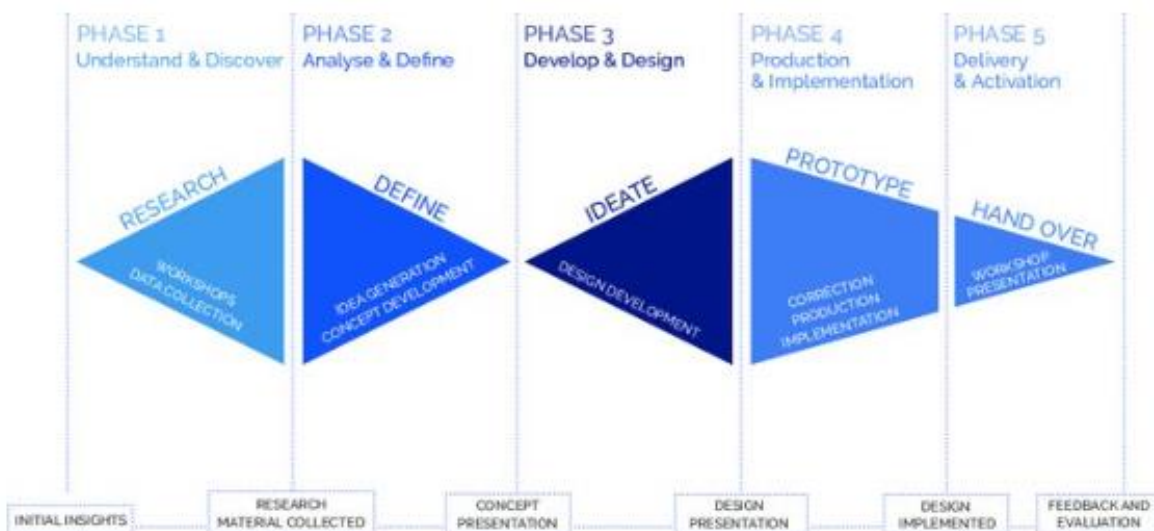 PHASE 1
Understand & Discover
PHASE 2
Analyse & Define
PHASE 3
Develop & Design
PHASE 4
Production
& Implementation
PHASE 5
Delivery
& Activation
RESEARCH
WORKSHOPS
DATA COLLECTION
DEFINE
IDEA GENERATION
CONCEPT DEVELOPMENT
IDEATE
DESIGN DEVELOPMENT
PROTOTYPE
CORRECTION
PRODUCTION
IMPLEMENTATION
HAND OVER
WORKSHOP
PRESENTATION
INITIAL INSIGHTS
RESEARCH
MATERIAL COLLECTED
CONCEPT
PRESENTATION
DESIGN
PRESENTATION
DESIGN
IMPLEMENTED
FEEDBACK AND
EVALUATION